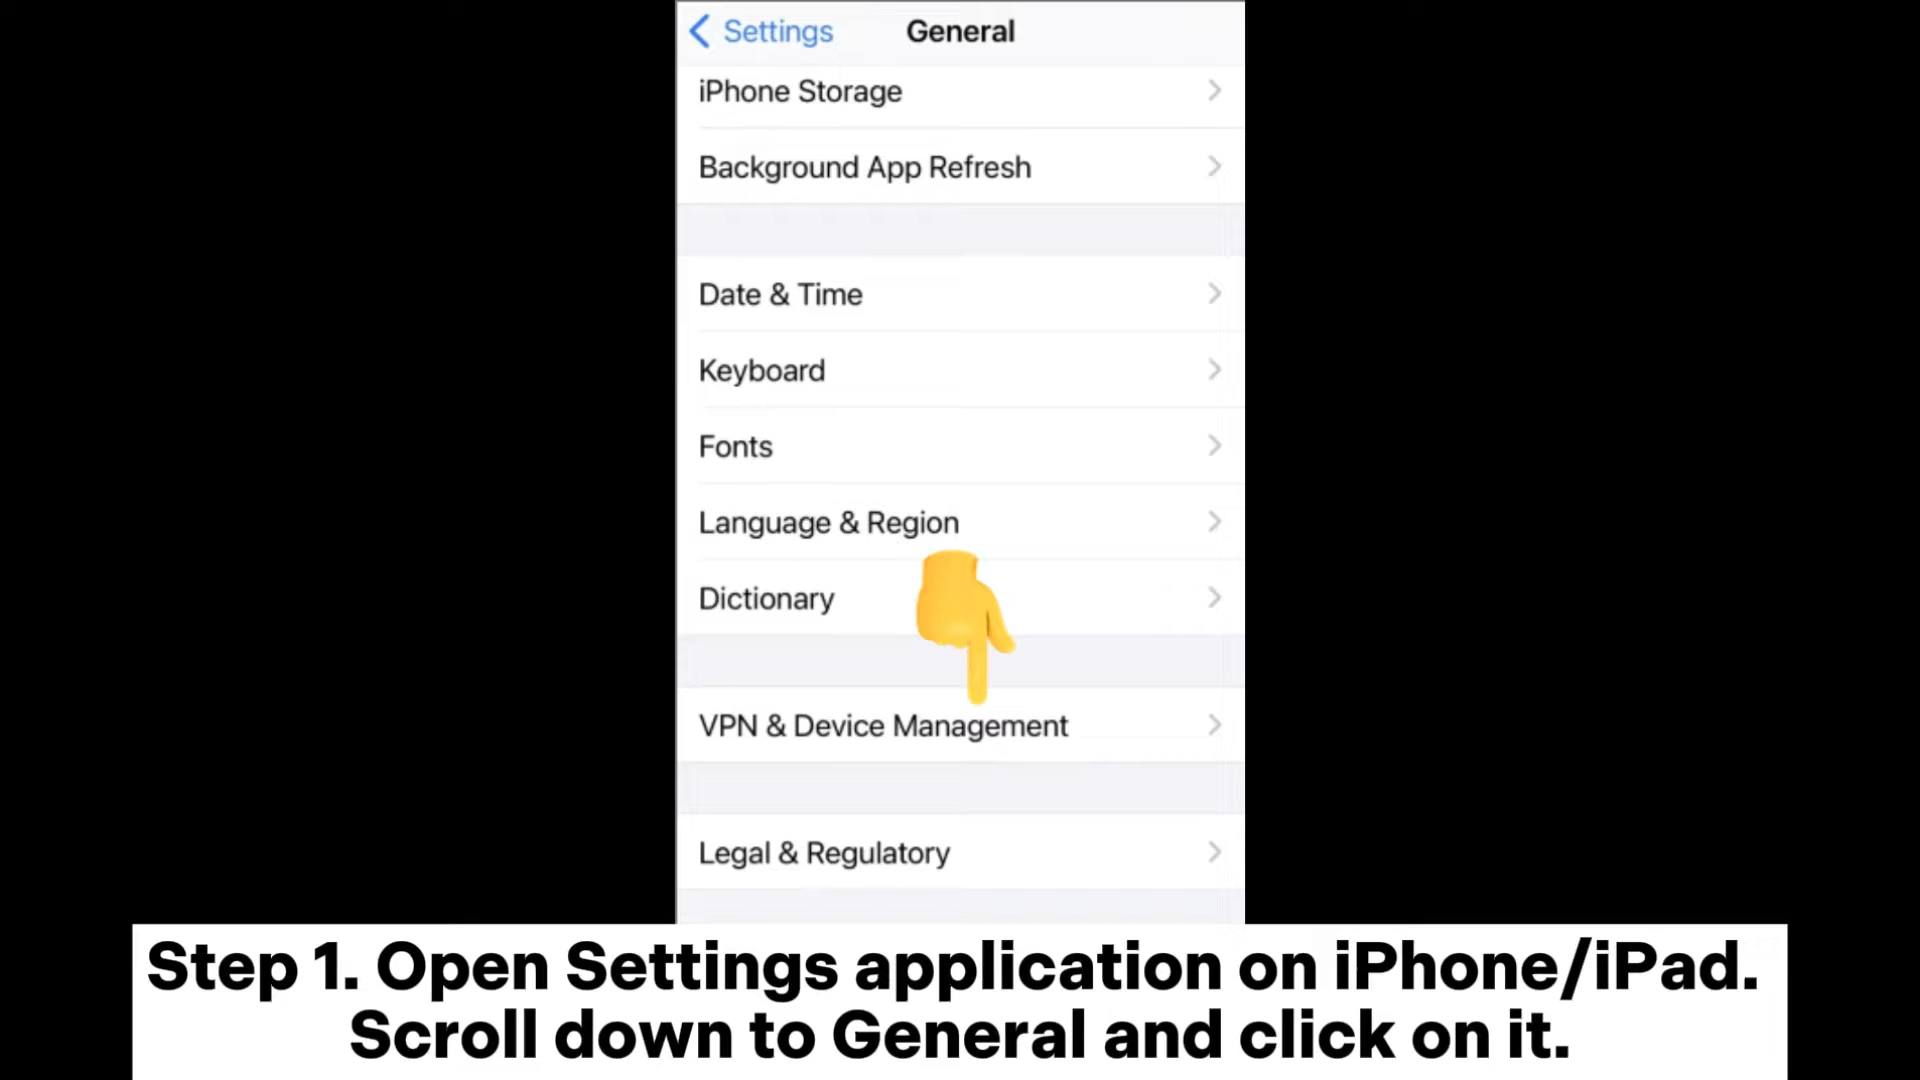 Settings
General
iPhone Storage
Background App Refresh
Date & Time
Keyboard
Fonts
Language & Region
Dictionary
VPN & Device Management
Legal & Regulatory
Step 1. Open Settings application on iPhone/iPad.
Scroll down to General and click on it.